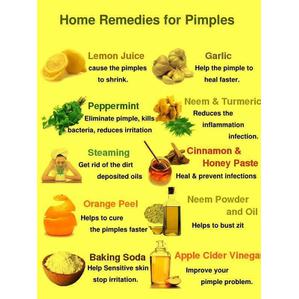 Home Remedies for Pimples
Lemon Juice
cause the pimples
to shrink.
Garlic
Help the pimple to
heal faster.
Peppermint
Eliminate pimple, kills
bacteria, reduces irritation
Neem & Turmeric
Reduces the
inflammation
infection.
Steaming
Get rid of the dirt
deposited oils
Cinnamon &
Honey Paste
Heal & prevent infections
Orange Peel
Helps to cure
the pimples faster
Neem Powder
and Oil
Helps to bust zit
Baking Soda
Help Sensitive skin
stop irritation.
Apple Cider Vinegar
Improve your
pimple problem.